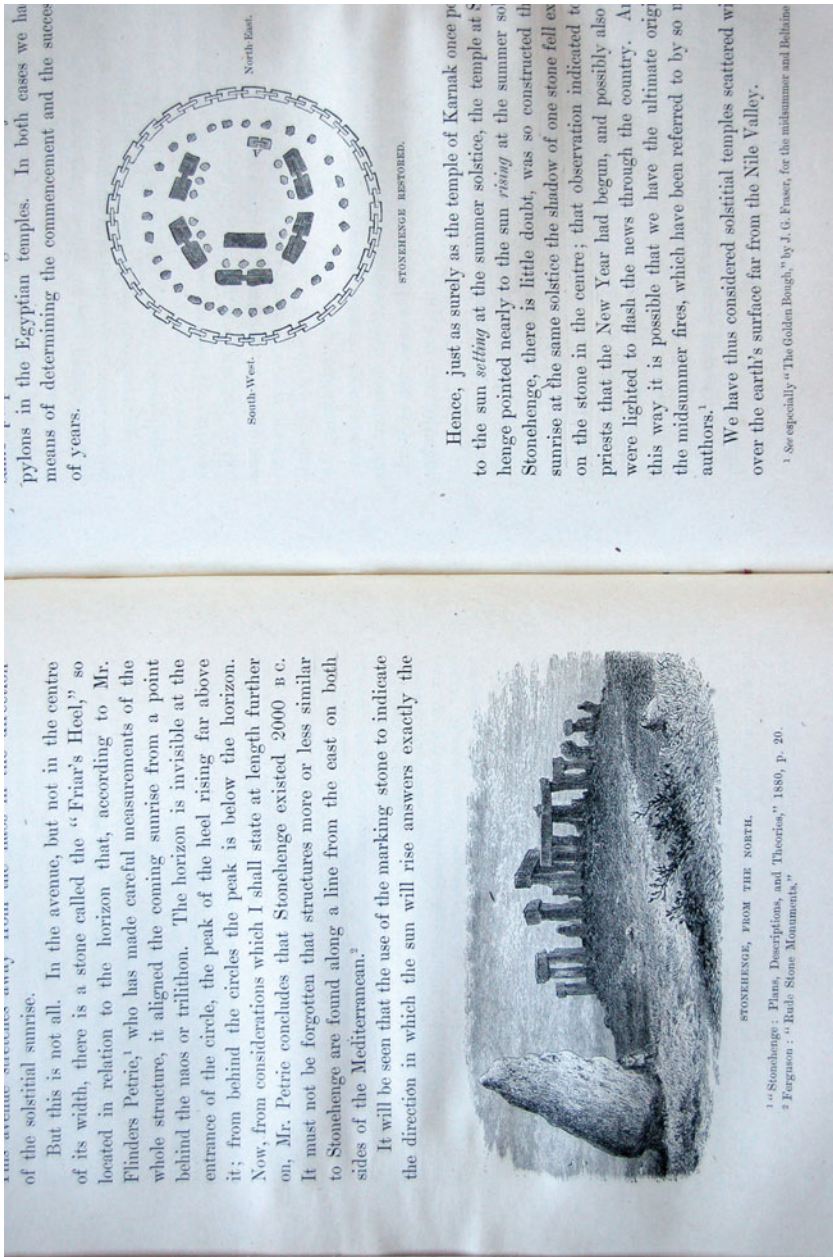 of the solstitial sunrise.
But this is not all. In the avenue, but not in the centre
of its width, there is a stone called the “Friar’s Heel,” so
located in relation to the horizon that, according to Mr.
Flinders Petrie,¹ who has made careful measurements of the
whole structure, it aligned the coming sunrise from a point
behind the naos or trilithon. The horizon is invisible at the
entrance of the circle, the peak of the heel rising far above
it; from behind the circles the peak is below the horizon.
Now, from considerations which I shall state at length further
on, Mr. Petrie concludes that Stonehenge existed 2000 B C.
It must not be forgotten that structures more or less similar
to Stonehenge are found along a line from the east on both
sides of the Mediterranean.²
It will be seen that the use of the marking stone to indicate
the direction in which the sun will rise answers exactly the
STONEHENGE, FROM THE NORTH.
¹ “Stonehenge: Plans, Descriptions, and Theories,” 1880, p. 20.
² Ferguson: “Rude Stone Monuments.”
pylons in the Egyptian temples. In both cases we ha
means of determining the commencement and the succes
of years.
South-West.
North-East.
STONEHENGE RESTORED.
Hence, just as surely as the temple of Karnak once po
to the sun setting at the summer solstice, the temple at S
henge pointed nearly to the sun rising at the summer so
Stonehenge, there is little doubt, was so constructed th
sunrise at the same solstice the shadow of one stone fell ex
on the stone in the centre; that observation indicated to
priests that the New Year had begun, and possibly also
were lighted to flash the news through the country. An
this way it is possible that we have the ultimate orig
the midsummer fires, which have been referred to by so m
authors.¹
We have thus considered solstitial temples scattered wi
over the earth’s surface far from the Nile Valley.
¹ See especially “The Golden Bough,” by J. G. Fraser, for the midsummer and Beltaine